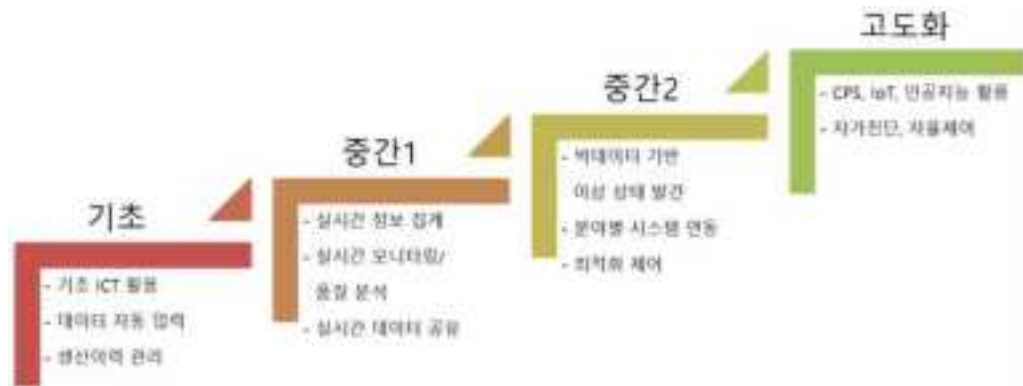 기초
- 기초 ICT 활용
- 데이터 자동 입력
- 생산이력 관리
중간1
- 실시간 정보 집계
- 실시간 모니터링/
품질 분석
- 실시간 데이터 공유
중간2
- 빅데이터 기반
이상 상태 발견
- 분야별 시스템 연동
- 최적화 제어
고도화
- CPS, IoT, 인공지능 활용
- 자가진단, 자율제어